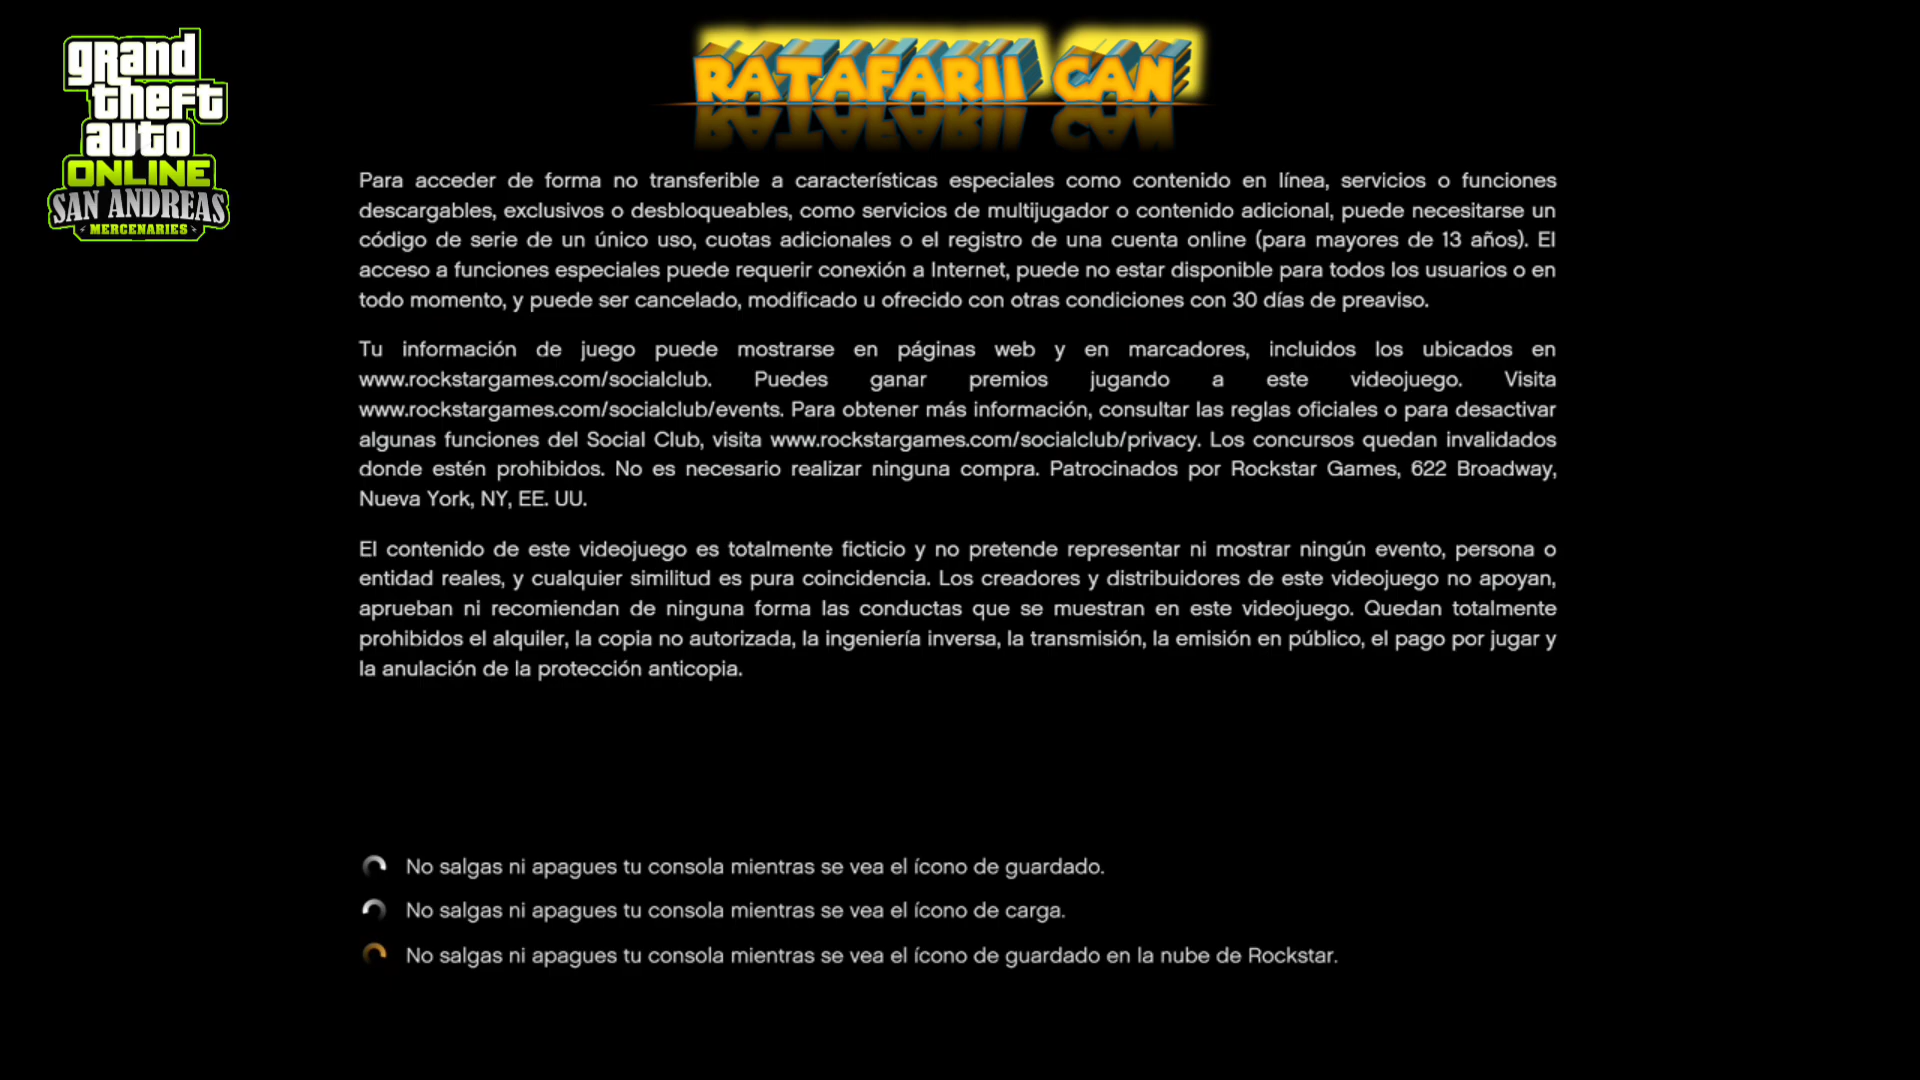 grand
theft
auto
ONLINE
SAN ANDREAS
MERCENARIES
RATAFARII CAN
Para acceder de forma no transferible a características especiales como contenido en línea, servicios o funciones
descargables, exclusivos o desbloqueables, como servicios de multijugador o contenido adicional, puede necesitarse un
código de serie de un único uso, cuotas adicionales o el registro de una cuenta online (para mayores de 13 años). El
acceso a funciones especiales puede requerir conexión a Internet, puede no estar disponible para todos los usuarios o en
todo momento, y puede ser cancelado, modificado u ofrecido con otras condiciones con 30 días de preaviso.
Tu información de juego puede mostrarse en páginas web y en marcadores, incluidos los ubicados en
www.rockstargames.com/socialclub. Puedes ganar premios jugando a este videojuego. Visita
www.rockstargames.com/socialclub/events. Para obtener más información, consultar las reglas oficiales o para desactivar
algunas funciones del Social Club, visita www.rockstargames.com/socialclub/privacy. Los concursos quedan invalidados
donde estén prohibidos. No es necesario realizar ninguna compra. Patrocinados por Rockstar Games, 622 Broadway,
Nueva York, NY, EE. UU.
El contenido de este videojuego es totalmente ficticio y no pretende representar ni mostrar ningún evento, persona o
entidad reales, y cualquier similitud es pura coincidencia. Los creadores y distribuidores de este videojuego no apoyan,
aprueban ni recomiendan de ninguna forma las conductas que se muestran en este videojuego. Quedan totalmente
prohibidos el alquiler, la copia no autorizada, la ingeniería inversa, la transmisión, la emisión en público, el pago por jugar y
la anulación de la protección anticopia.
No salgas ni apagues tu consola mientras se vea el ícono de guardado.
No salgas ni apagues tu consola mientras se vea el ícono de carga.
No salgas ni apagues tu consola mientras se vea el ícono de guardado en la nube de Rockstar.